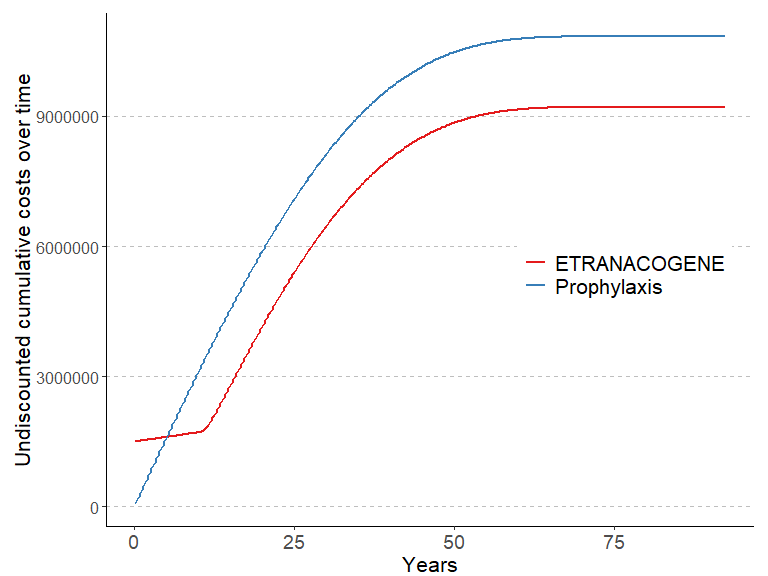 Undiscounted cumulative costs over time
9000000
6000000
3000000
0
0 25 50 75
Years
ETRANACOGENE
Prophylaxis